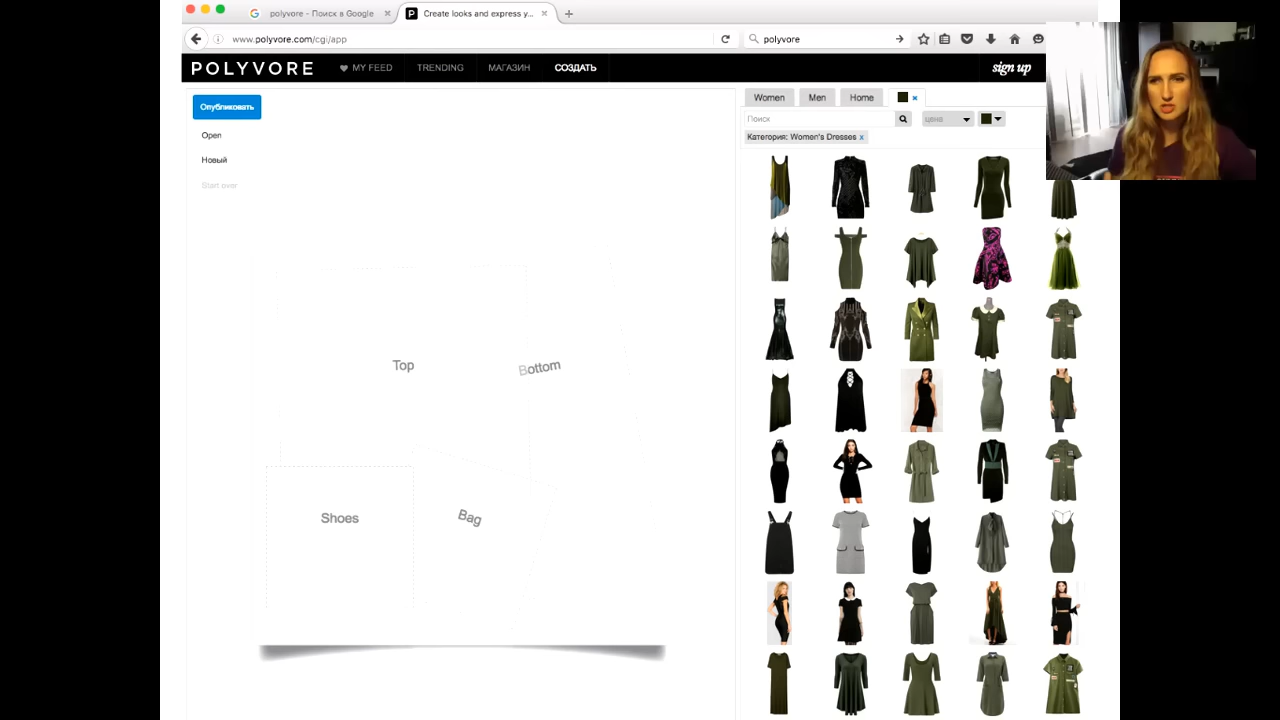 polyvore - Поиск в Google
Create looks and express y...
www.polyvore.com/cgi/app
polyvore
POLYVORE
MY FEED
TRENDING
МАГАЗИН
СОЗДАТЬ
sign up
Опубликовать
Open
Новый
Start over
Women
Men
Home
Поиск
цена
Категория: Women's Dresses x
Top
Bottom
Shoes
Bag